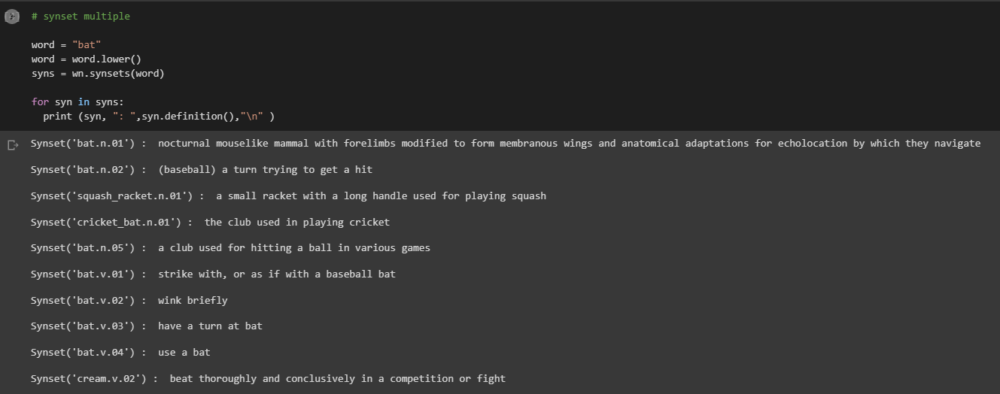 # synset multiple
word = "bat"
word = word.lower()
syns = wn.synsets(word)
for syn in syns:
print (syn, ": ",syn.definition(),"\n" )
Synset('bat.n.01') :  nocturnal mouselike mammal with forelimbs modified to form membranous wings and anatomical adaptations for echolocation by which they navigate
Synset('bat.n.02') :  (baseball) a turn trying to get a hit
Synset('squash_racket.n.01') :  a small racket with a long handle used for playing squash
Synset('cricket_bat.n.01') :  the club used in playing cricket
Synset('bat.n.05') :  a club used for hitting a ball in various games
Synset('bat.v.01') :  strike with, or as if with a baseball bat
Synset('bat.v.02') :  wink briefly
Synset('bat.v.03') :  have a turn at bat
Synset('bat.v.04') :  use a bat
Synset('cream.v.02') :  beat thoroughly and conclusively in a competition or fight